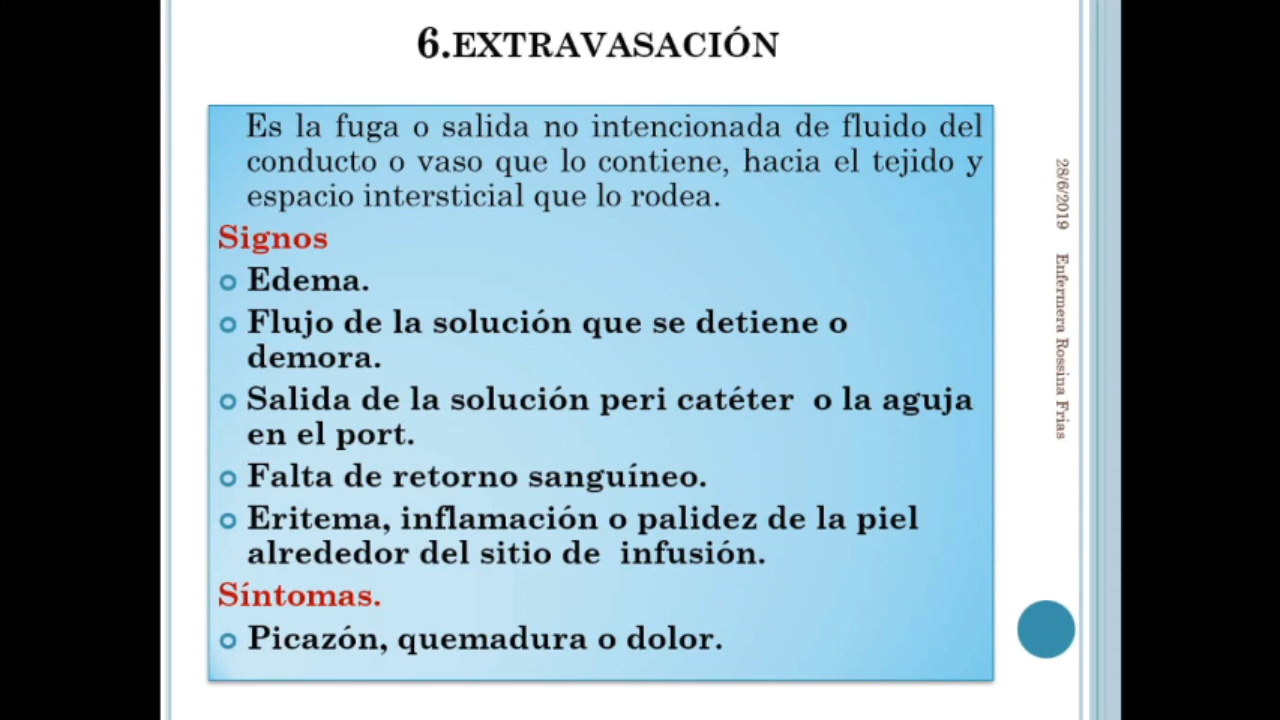 6.EXTRAVASACIÓN
Es la fuga o salida no intencionada de fluido del
conducto o vaso que lo contiene, hacia el tejido y
espacio intersticial que lo rodea.
Signos
Edema.
Flujo de la solución que se detiene o
demora.
Salida de la solución peri catéter o la aguja
en el port.
Falta de retorno sanguíneo.
Eritema, inflamación o palidez de la piel
alrededor del sitio de infusión.
Síntomas.
Picazón, quemadura o dolor.
28/6/2019 Enfermera Rossina Frias